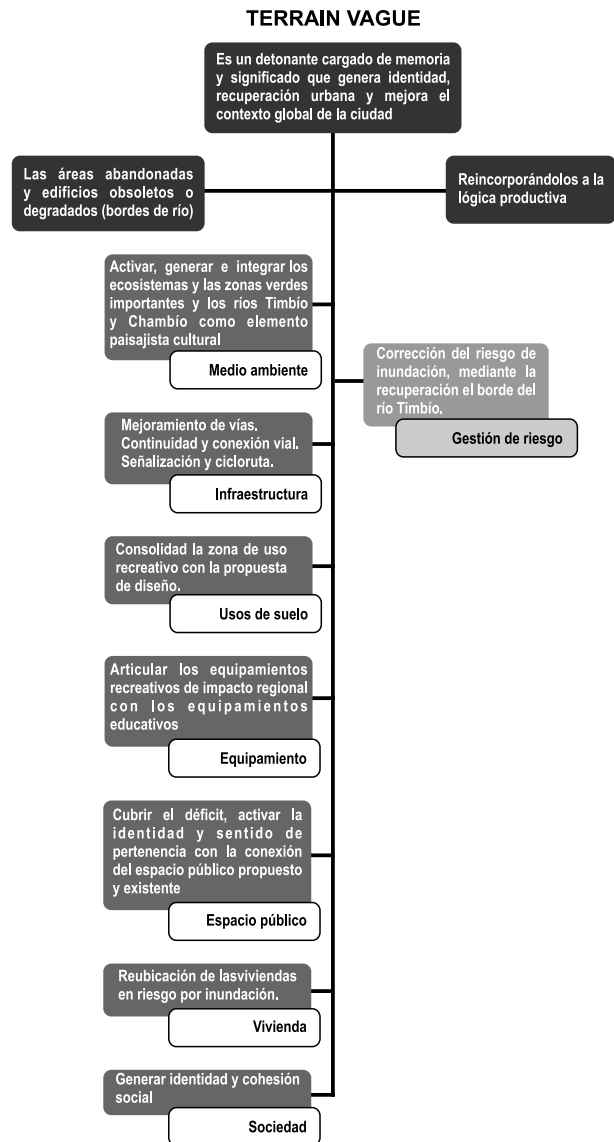 TERRAIN VAGUE
Es un detonante cargado de memoria
y significado que genera identidad,
recuperación urbana y mejora el
contexto global de la ciudad
Las áreas abandonadas
y edificios obsoletos o
degradados (bordes de río)
Reincorporándolos a la
lógica productiva
Activar, generar e integrar los
ecosistemas y las zonas verdes
importantes y los ríos Timbío
y Chambío como elemento
paisajista cultural
Medio ambiente
Corrección del riesgo de
inundación, mediante la
recuperación el borde del
río Timbío.
Gestión de riesgo
Mejoramiento de vías.
Continuidad y conexión vial.
Señalización y cicloruta.
Infraestructura
Consolidad la zona de uso
recreativo con la propuesta
de diseño.
Usos de suelo
Articular los equipamientos
recreativos de impacto regional
con los equipamientos
educativos
Equipamiento
Cubrir el déficit, activar la
identidad y sentido de
pertenencia con la conexión
del espacio público propuesto
y existente
Espacio público
Reubicación de lasviviendas
en riesgo por inundación.
Vivienda
Generar identidad y cohesión
social
Sociedad